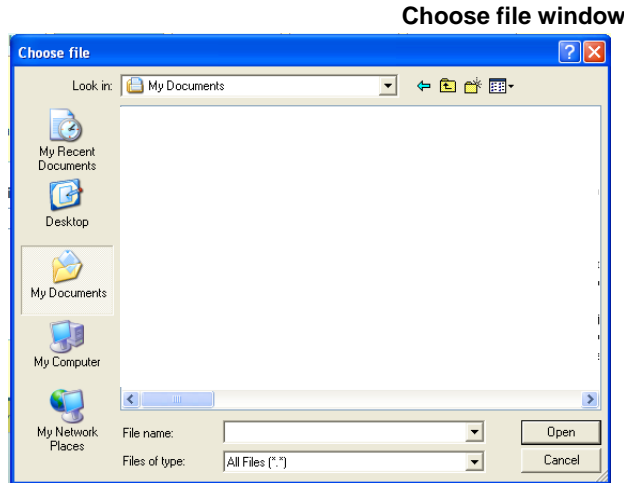 Choose file window
Choose file
Look in: My Documents
My Recent
Documents
Desktop
My Documents
My Computer
My Network
Places
File name: Open
Files of type: All Files (*.*) Cancel